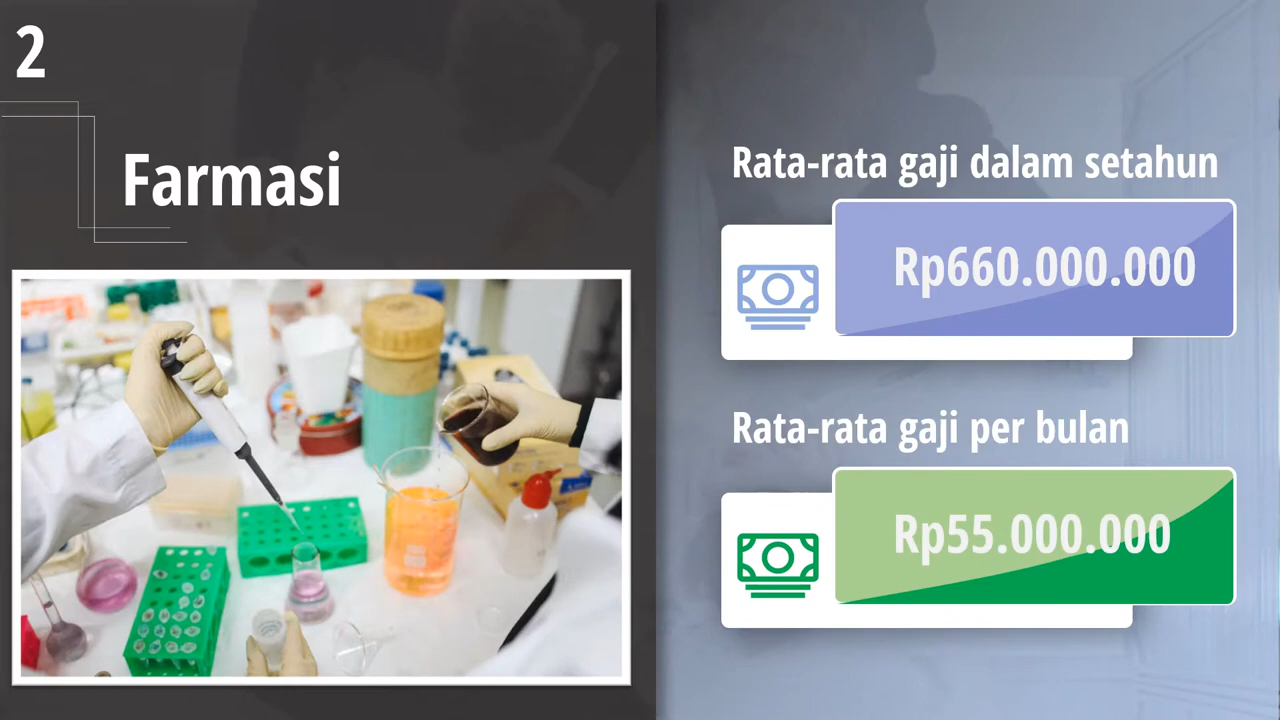 2
Farmasi
Rata-rata gaji dalam setahun
Rp660.000.000
Rata-rata gaji per bulan
Rp55.000.000